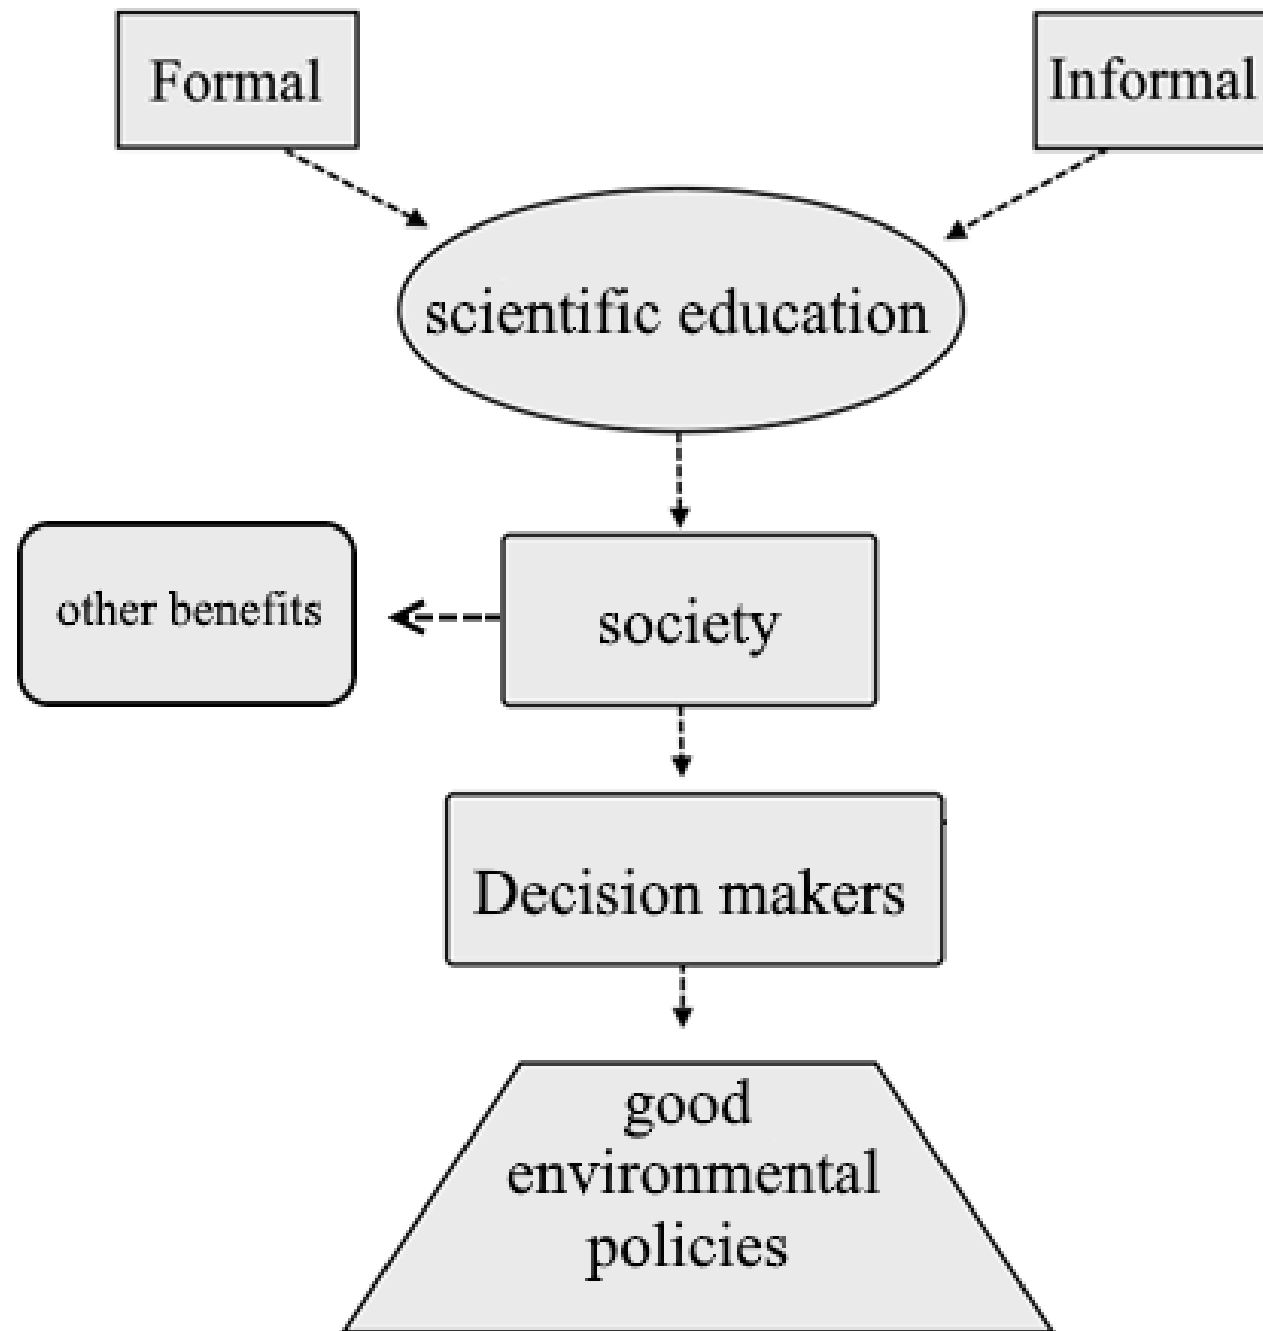 Formal
Informal
scientific education
other benefits
society
Decision makers
good
environmental
policies